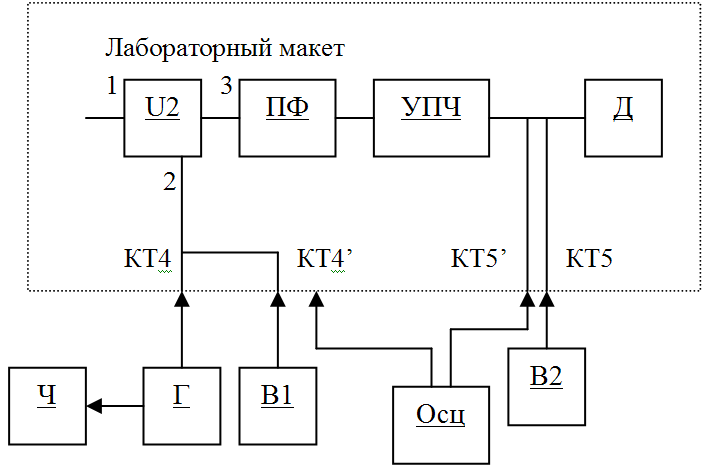 Лабораторный макет
1 U2 3 ПФ УПЧ Д
2
КТ4 КТ4’ КТ5’ КТ5
Ч Г В1 Осц В2